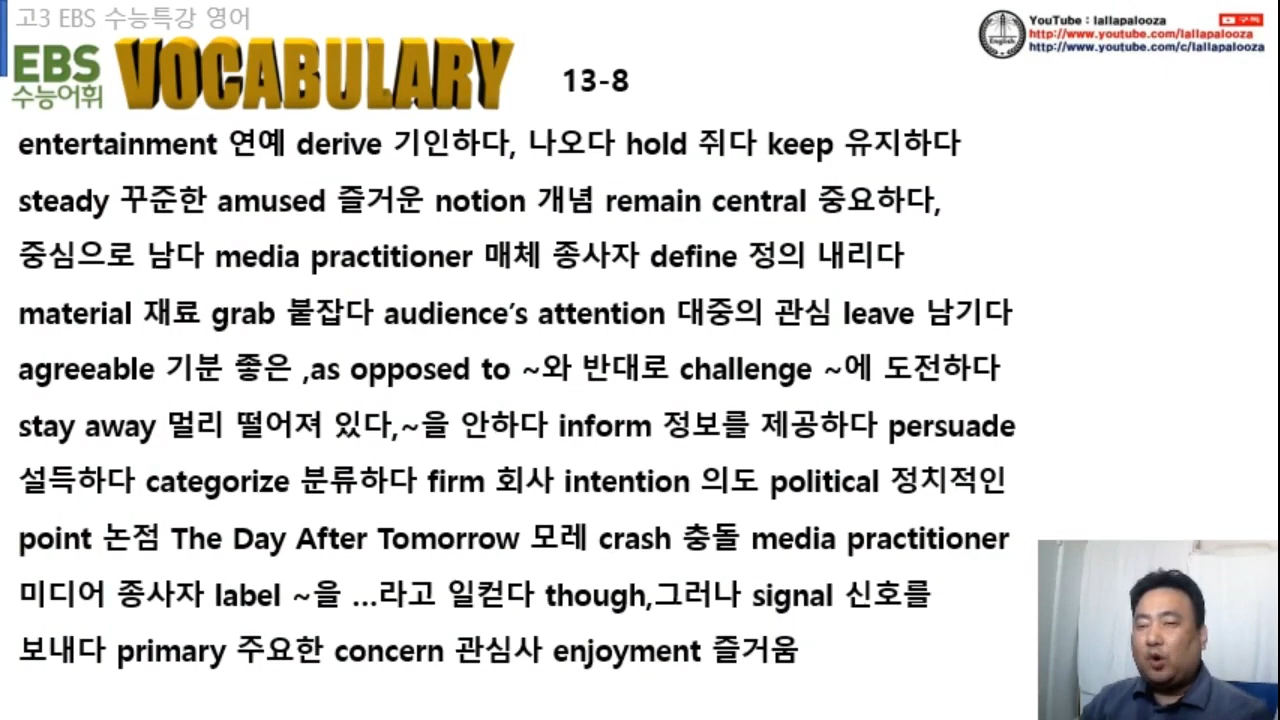 고3 EBS 수능특강 영어
EBS
수능어휘
VOCABULARY
13-8
English
YouTube : lallapalooza
구독
http://www.youtube.com/lallapalooza
http://www.youtube.com/c/lallapalooza
entertainment 연예 derive 기인하다, 나오다 hold 쥐다 keep 유지하다
steady 꾸준한 amused 즐거운 notion 개념 remain central 중요하다,
중심으로 남다 media practitioner 매체 종사자 define 정의 내리다
material 재료 grab 붙잡다 audience’s attention 대중의 관심 leave 남기다
agreeable 기분 좋은 ,as opposed to ~와 반대로 challenge ~에 도전하다
stay away 멀리 떨어져 있다,~을 안하다 inform 정보를 제공하다 persuade
설득하다 categorize 분류하다 firm 회사 intention 의도 political 정치적인
point 논점 The Day After Tomorrow 모레 crash 충돌 media practitioner
미디어 종사자 label ~을 …라고 일컫다 though,그러나 signal 신호를
보내다 primary 주요한 concern 관심사 enjoyment 즐거움